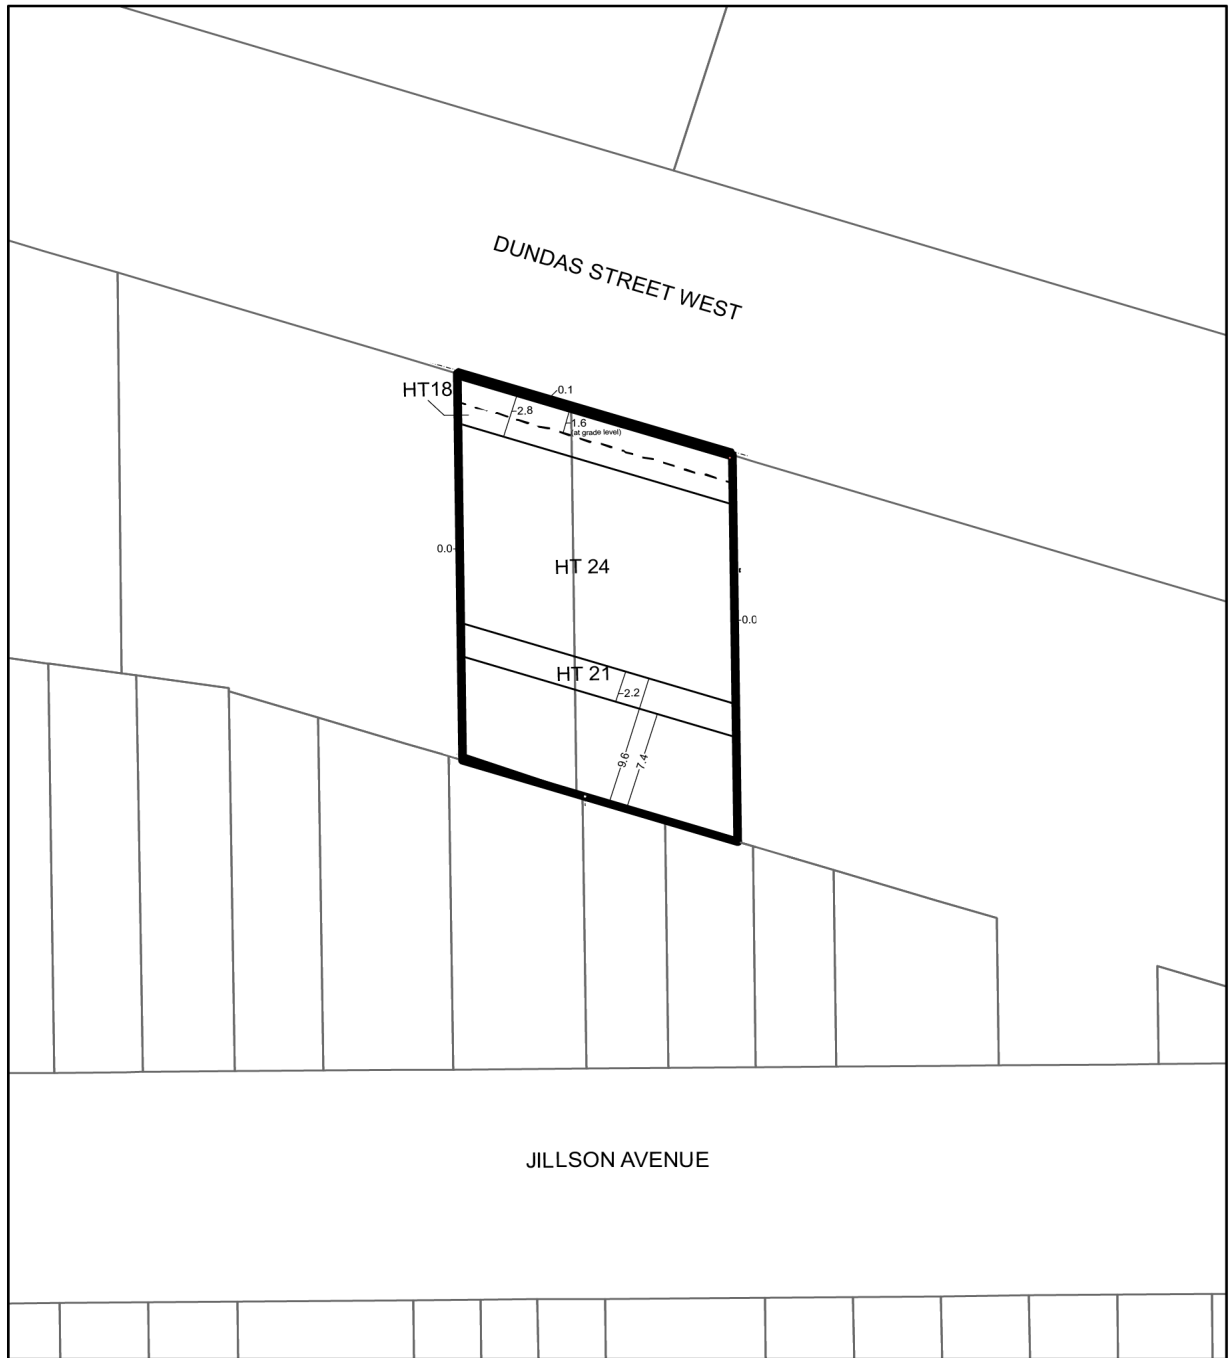 DUNDAS STREET WEST
HT18
0.1
2.8
1.6
(at grade level)
0.0
HT 24
0.0
HT 21
2.2
9.6
7.4
JILLSON AVENUE